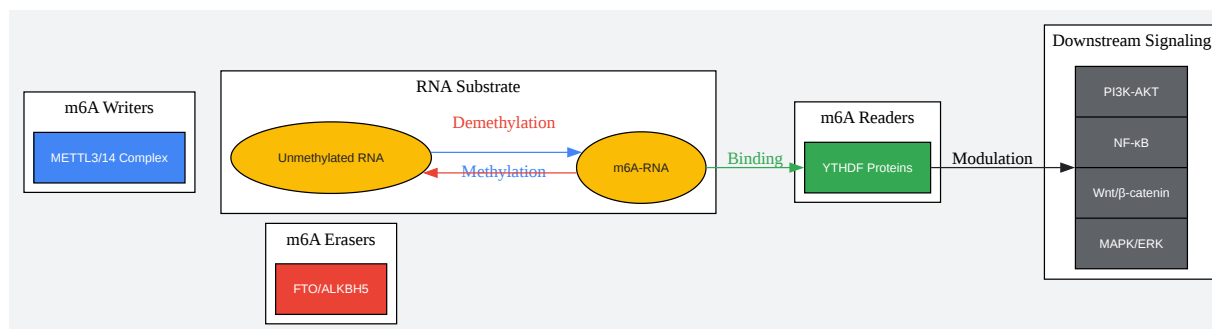 m6A Writers
METTL3/14 Complex
RNA Substrate
Unmethylated RNA
Demethylation
Methylation
m6A-RNA
m6A Erasers
FTO/ALKBH5
Binding
m6A Readers
YTHDF Proteins
Modulation
Downstream Signaling
PI3K-AKT
NF-κB
Wnt/β-catenin
MAPK/ERK